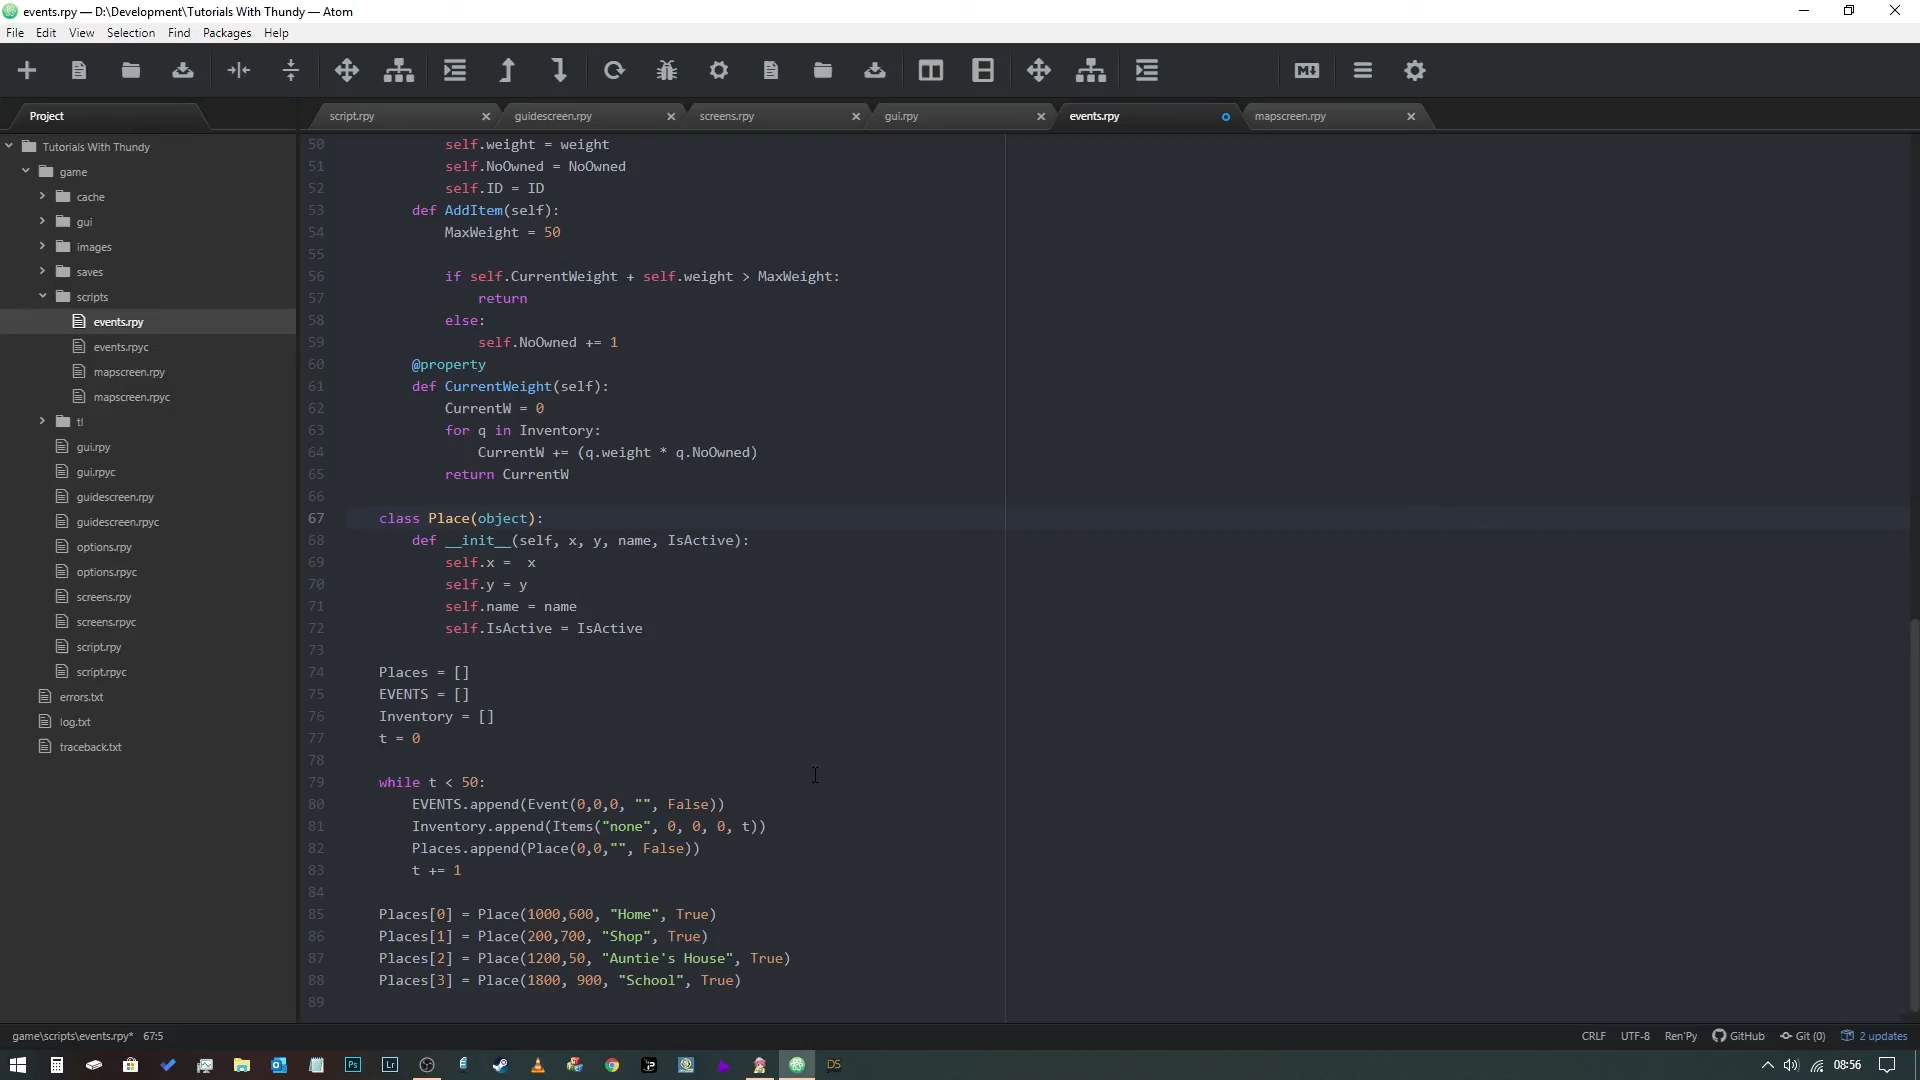 events.rpy — D:\Development\Tutorials With Thundy — Atom
File Edit View Selection Find Packages Help
Project
script.rpy
guidescreen.rpy
screens.rpy
gui.rpy
events.rpy
mapscreen.rpy
Tutorials With Thundy
game
cache
gui
images
saves
scripts
events.rpy
events.rpyc
mapscreen.rpy
mapscreen.rpyc
tl
gui.rpy
gui.rpyc
guidescreen.rpy
guidescreen.rpyc
options.rpy
options.rpyc
screens.rpy
screens.rpyc
script.rpy
script.rpyc
errors.txt
log.txt
traceback.txt
50 self.weight = weight
51 self.NoOwned = NoOwned
52 self.ID = ID
53 def AddItem(self):
54 MaxWeight = 50
55
56 if self.CurrentWeight + self.weight > MaxWeight:
57 return
58 else:
59 self.NoOwned += 1
60 @property
61 def CurrentWeight(self):
62 CurrentW = 0
63 for q in Inventory:
64 CurrentW += (q.weight * q.NoOwned)
65 return CurrentW
66
67 class Place(object):
68 def __init__(self, x, y, name, IsActive):
69 self.x =  x
70 self.y = y
71 self.name = name
72 self.IsActive = IsActive
73
74 Places = []
75 EVENTS = []
76 Inventory = []
77 t = 0
78
79 while t < 50:
80 EVENTS.append(Event(0,0,0, "", False))
81 Inventory.append(Items("none", 0, 0, 0, t))
82 Places.append(Place(0,0,"", False))
83 t += 1
84
85 Places[0] = Place(1000,600, "Home", True)
86 Places[1] = Place(200,700, "Shop", True)
87 Places[2] = Place(1200,50, "Auntie's House", True)
88 Places[3] = Place(1800, 900, "School", True)
89
game\scripts\events.rpy* 67:5
CRLF UTF-8 Ren'Py GitHub Git (0) 2 updates
08:56